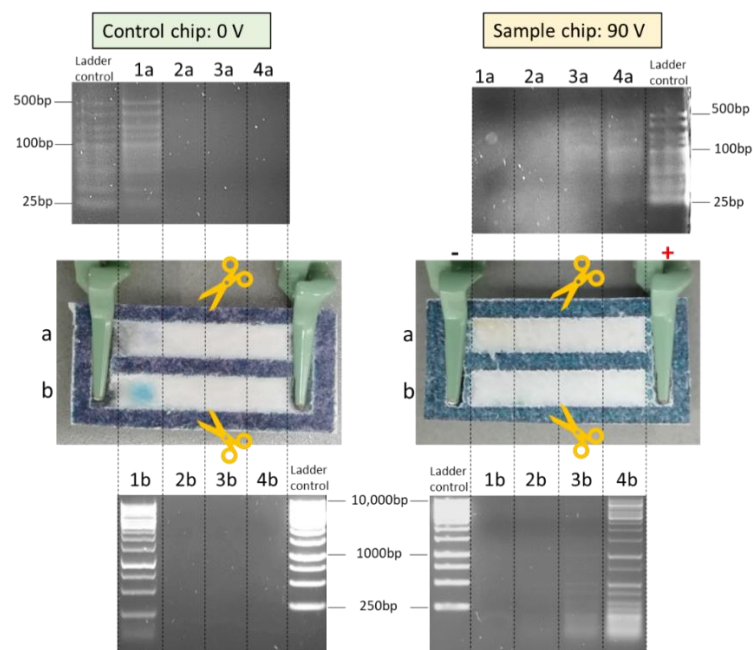 Control chip: 0 V
Sample chip: 90 V
Ladder
control
1a 2a 3a 4a
500bp
100bp
25bp
1a 2a 3a 4a
Ladder
control
500bp
100bp
25bp
- +
a
b
a
b
1b 2b 3b 4b
Ladder
control
10,000bp
1000bp
250bp
Ladder
control
1b 2b 3b 4b